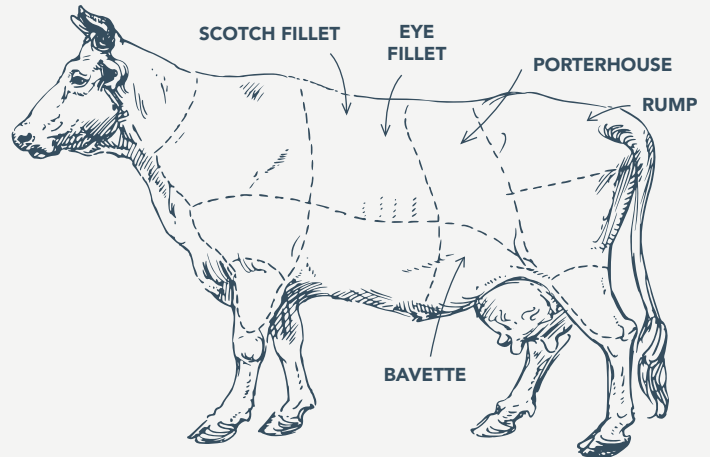 SCOTCH FILLET
EYE
FILLET
PORTERHOUSE
RUMP
BAVETTE